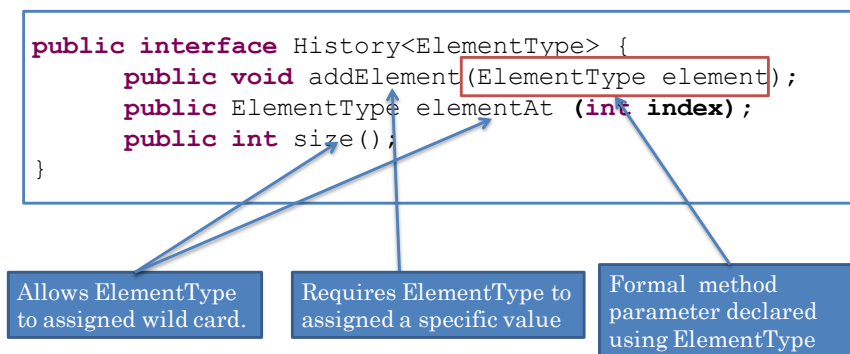 public interface History<ElementType> {
public void addElement(ElementType element);
public ElementType elementAt (int index);
public int size();
}
Allows ElementType
to assigned wild card.
Requires ElementType to
assigned a specific value
Formal method
parameter declared
using ElementType